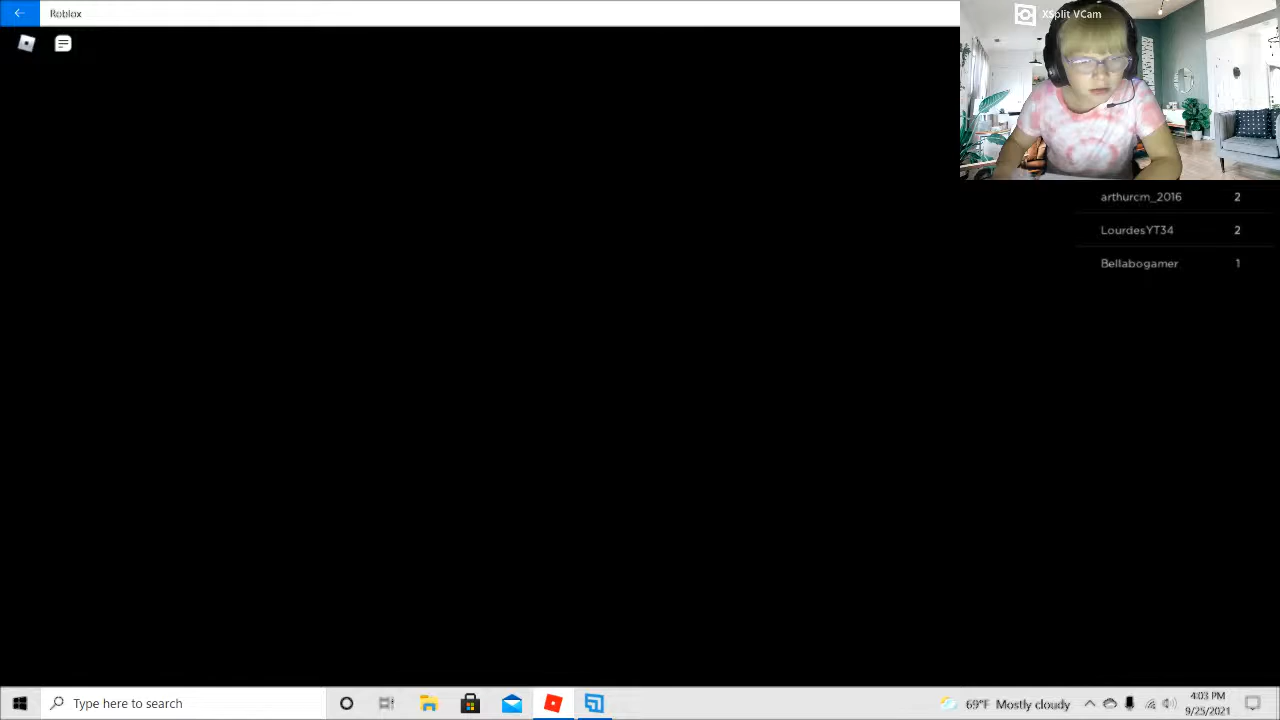 Roblox
XSplit VCam
arthurcm_2016 2
LourdesYT34 2
Bellabogamer 1
Type here to search
69°F Mostly cloudy
4:03 PM
9/25/2021